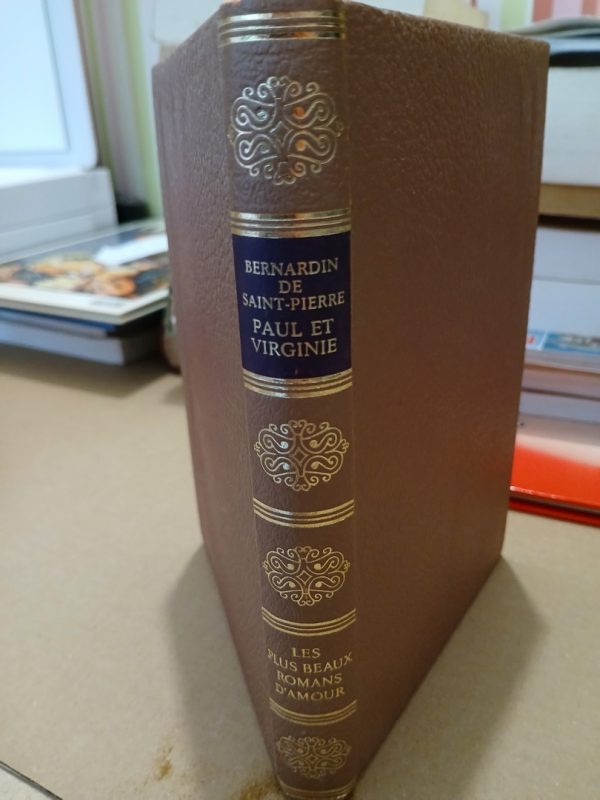 BERNARDIN
DE
SAINT-PIERRE
PAUL ET
VIRGINIE
LES
PLUS BEAUX
ROMANS
D'AMOUR